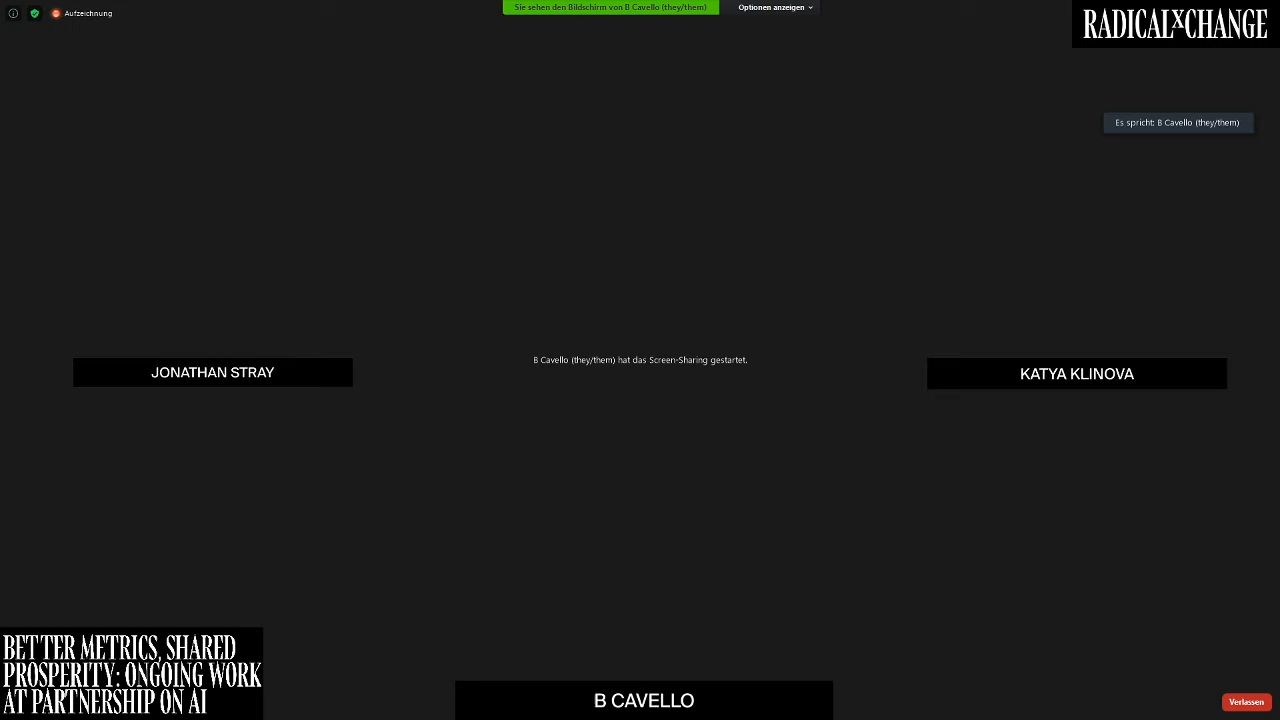 Aufzeichnung
Sie sehen den Bildschirm von B Cavello (they/them)
Optionen anzeigen
RADICALXCHANGE
Es spricht: B Cavello (they/them)
B Cavello (they/them) hat das Screen-Sharing gestartet.
JONATHAN STRAY
KATYA KLINOVA
BETTER METRICS, SHARED
PROSPERITY: ONGOING WORK
AT PARTNERSHIP ON AI
B CAVELLO
Verlassen